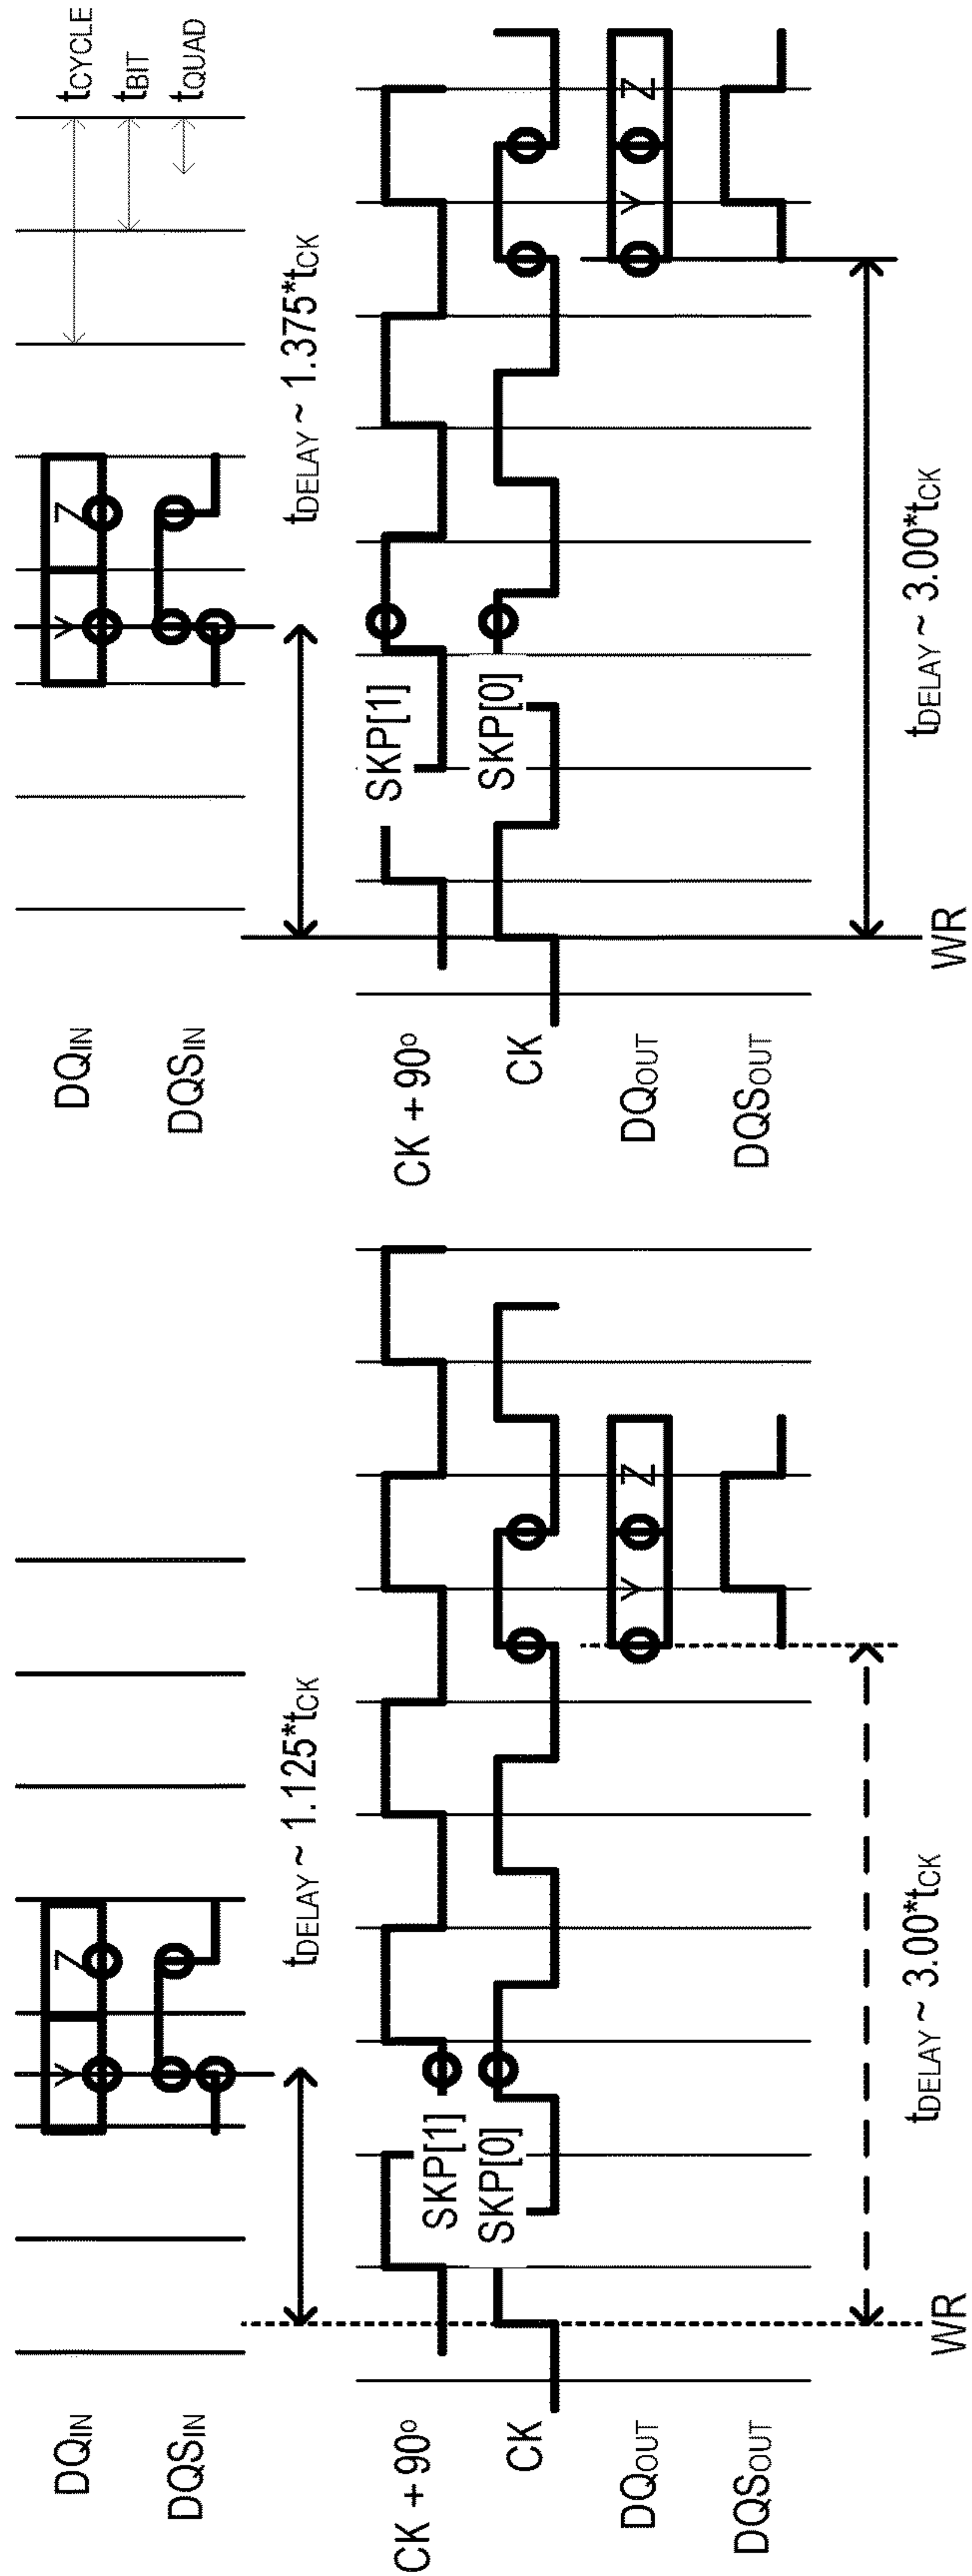 DQIN
DQSIN
Y Z
tDELAY ~ 1.125*tCK
CK + 90o
SKP[1]
CK
SKP[0]
DQOUT
Y Z
DQSOUT
tDELAY ~ 3.00*tCK
WR
DQIN
DQSIN
Y Z
tCYCLE
tBIT
tQUAD
tDELAY ~ 1.375*tCK
CK + 90o
SKP[1]
CK
SKP[0]
DQOUT
Y Z
DQSOUT
tDELAY ~ 3.00*tCK
WR